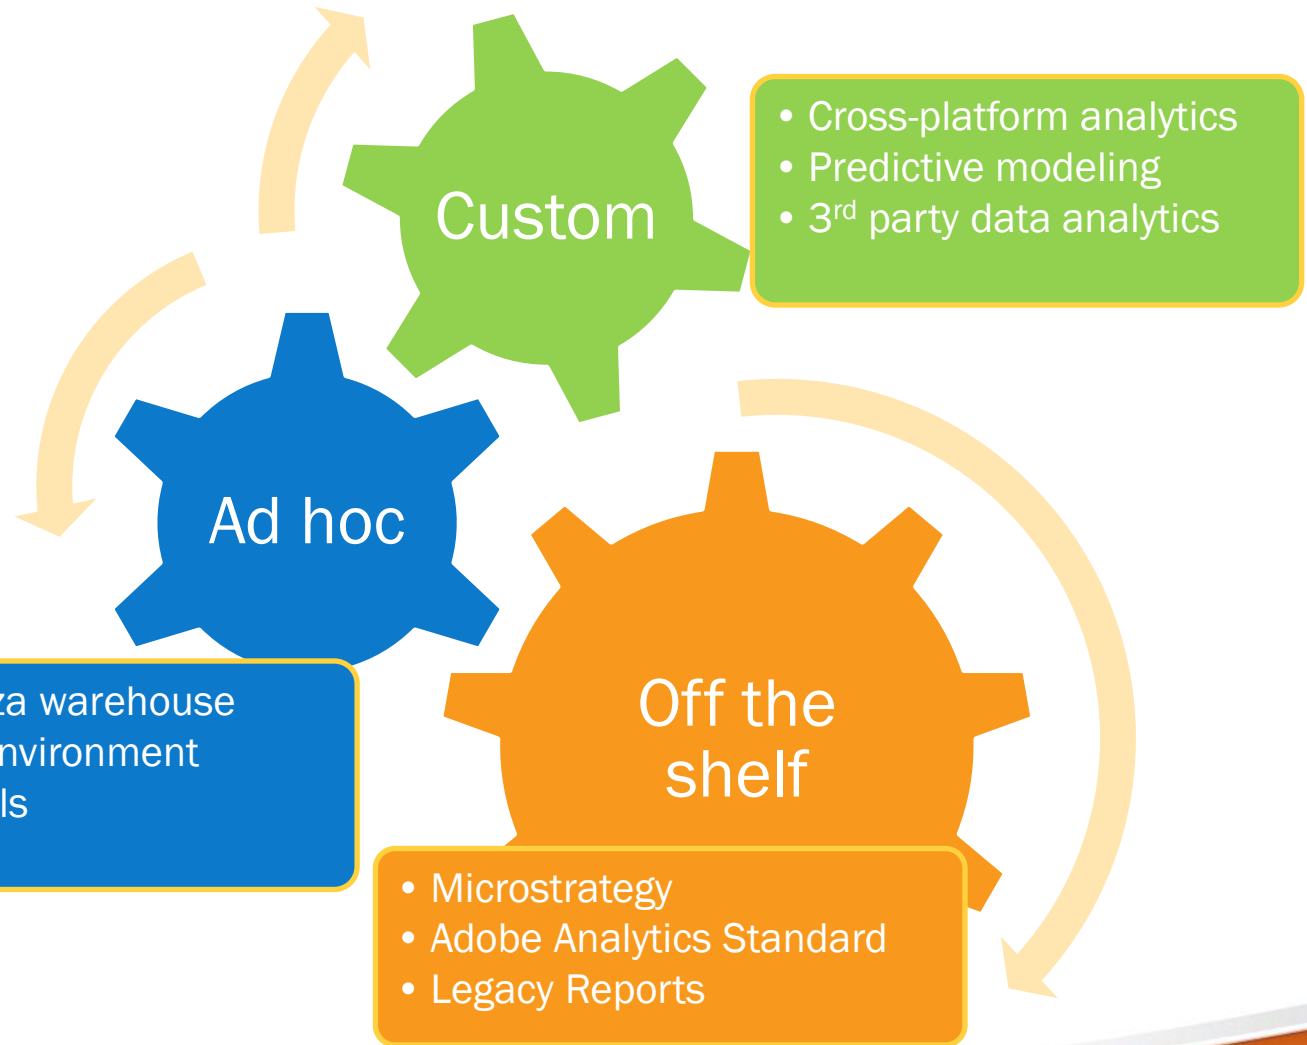 Custom
• Cross-platform analytics
• Predictive modeling
• 3rd party data analytics
Ad hoc
za warehouse
nvironment
ls
Off the
shelf
• Microstrategy
• Adobe Analytics Standard
• Legacy Reports